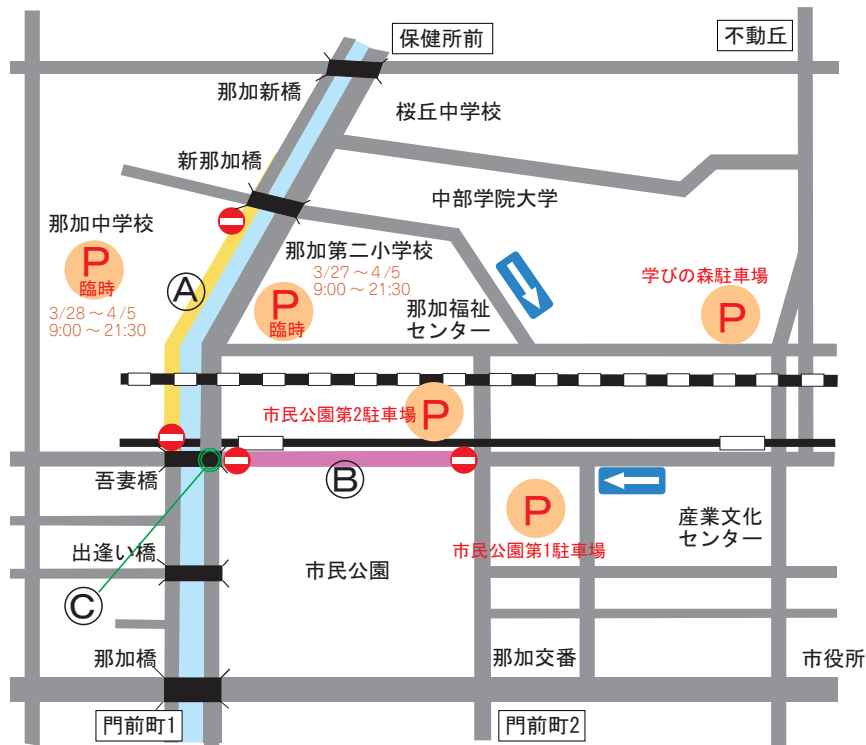 保健所前
不動丘
那加新橋
桜丘中学校
新那加橋
中部学院大学
那加中学校
P
臨時
3/28～4/5
9:00～21:30
A
那加第二小学校
3/27～4/5
9:00～21:30
P
臨時
那加福祉
センター
学びの森駐車場
P
市民公園第2駐車場
P
吾妻橋
B
P
市民公園第1駐車場
産業文化
センター
出逢い橋
市民公園
C
那加橋
那加交番
市役所
門前町1
門前町2